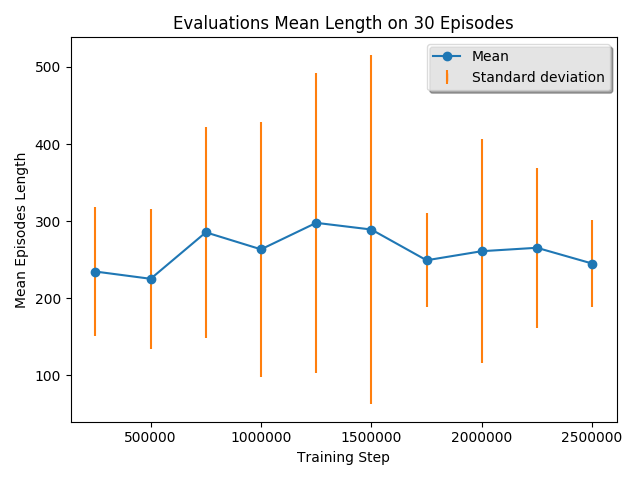 Evaluations Mean Length on 30 Episodes
Mean
Standard deviation
Mean Episodes Length
500
400
300
200
100
500000 1000000 1500000 2000000 2500000
Training Step